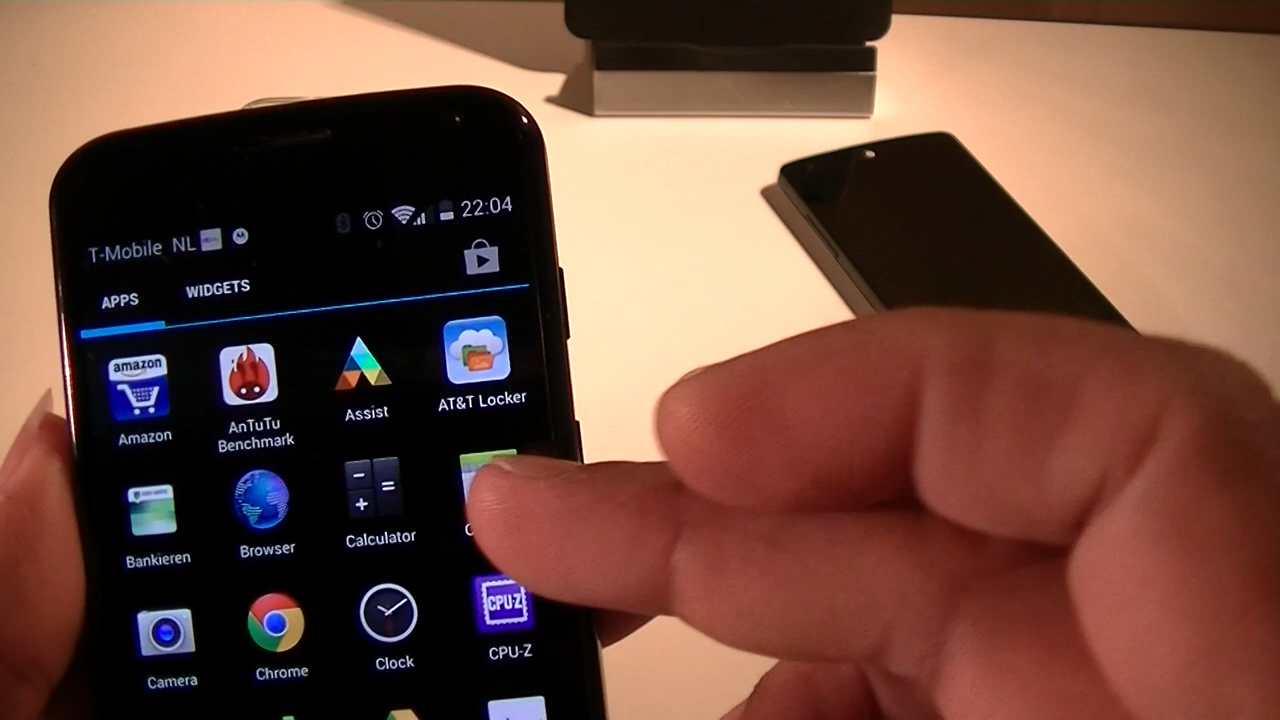 T-Mobile NL
22:04
APPS
WIDGETS
amazon
Amazon
AnTuTu
Benchmark
Assist
AT&T Locker
Bankieren
Browser
Calculator
C
CPU-Z
Camera
Chrome
Clock
CPU-Z